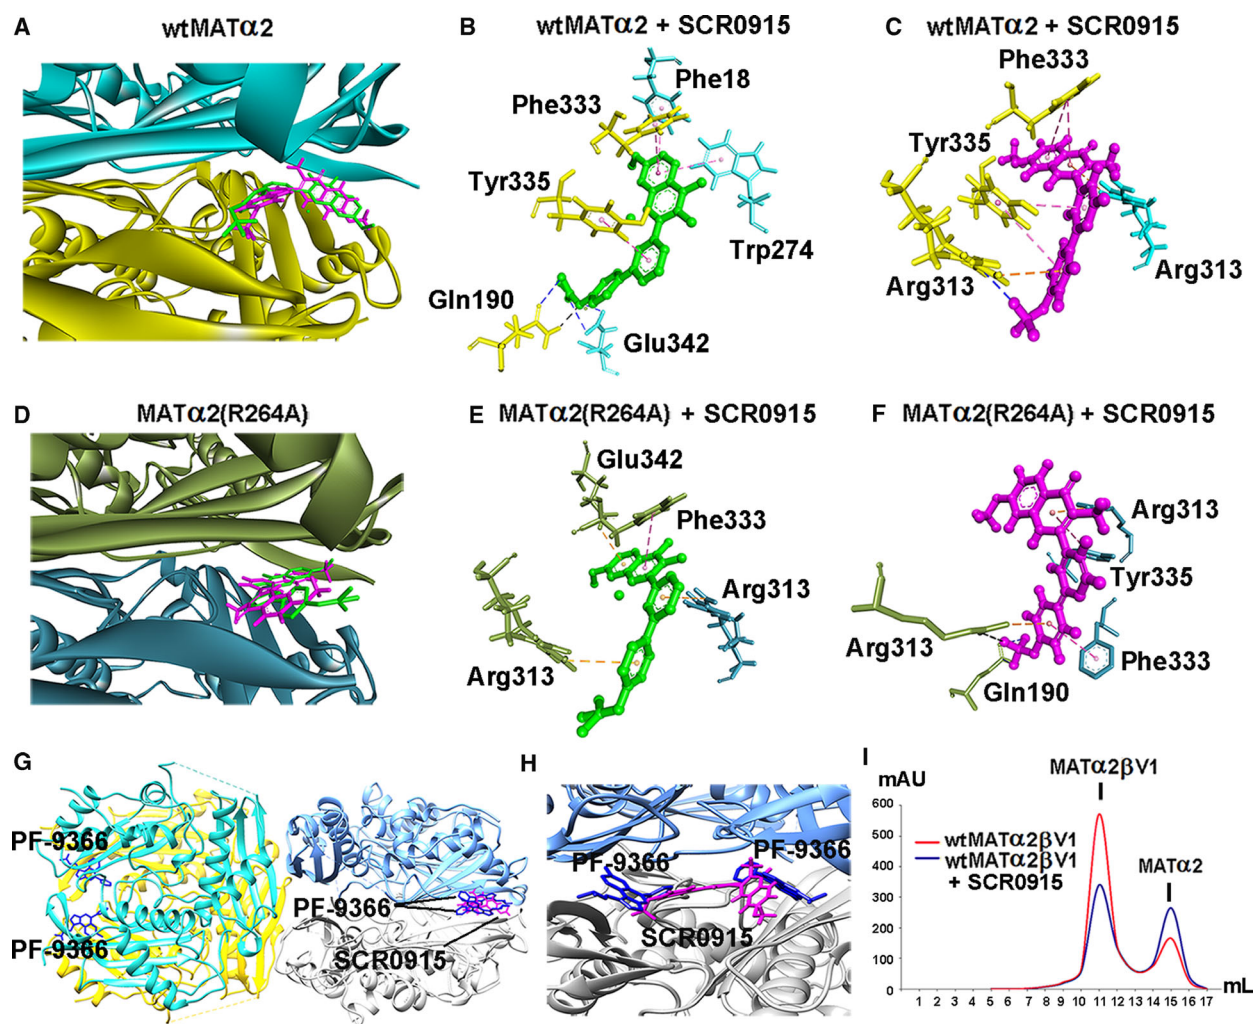 A
wtMATα2
B
wtMATα2 + SCR0915
Phe18
Phe333
Tyr335
Trp274
Gln190
Glu342
C
wtMATα2 + SCR0915
Phe333
Tyr335
Arg313
Arg313
D
MATα2(R264A)
E
MATα2(R264A) + SCR0915
Glu342
Phe333
Arg313
Arg313
F
MATα2(R264A) + SCR0915
Arg313
Tyr335
Arg313
Phe333
Gln190
G
PF-9366
PF-9366
PF-9366
SCR0915
H
PF-9366
PF-9366
SCR0915
I
mAU
MATα2βV1
600
500
400
300
200
100
0
wtMATα2βV1
wtMATα2βV1
+ SCR0915
MATα2
1 2 3 4 5 6 7 8 9 10 11 12 13 14 15 16 17
mL